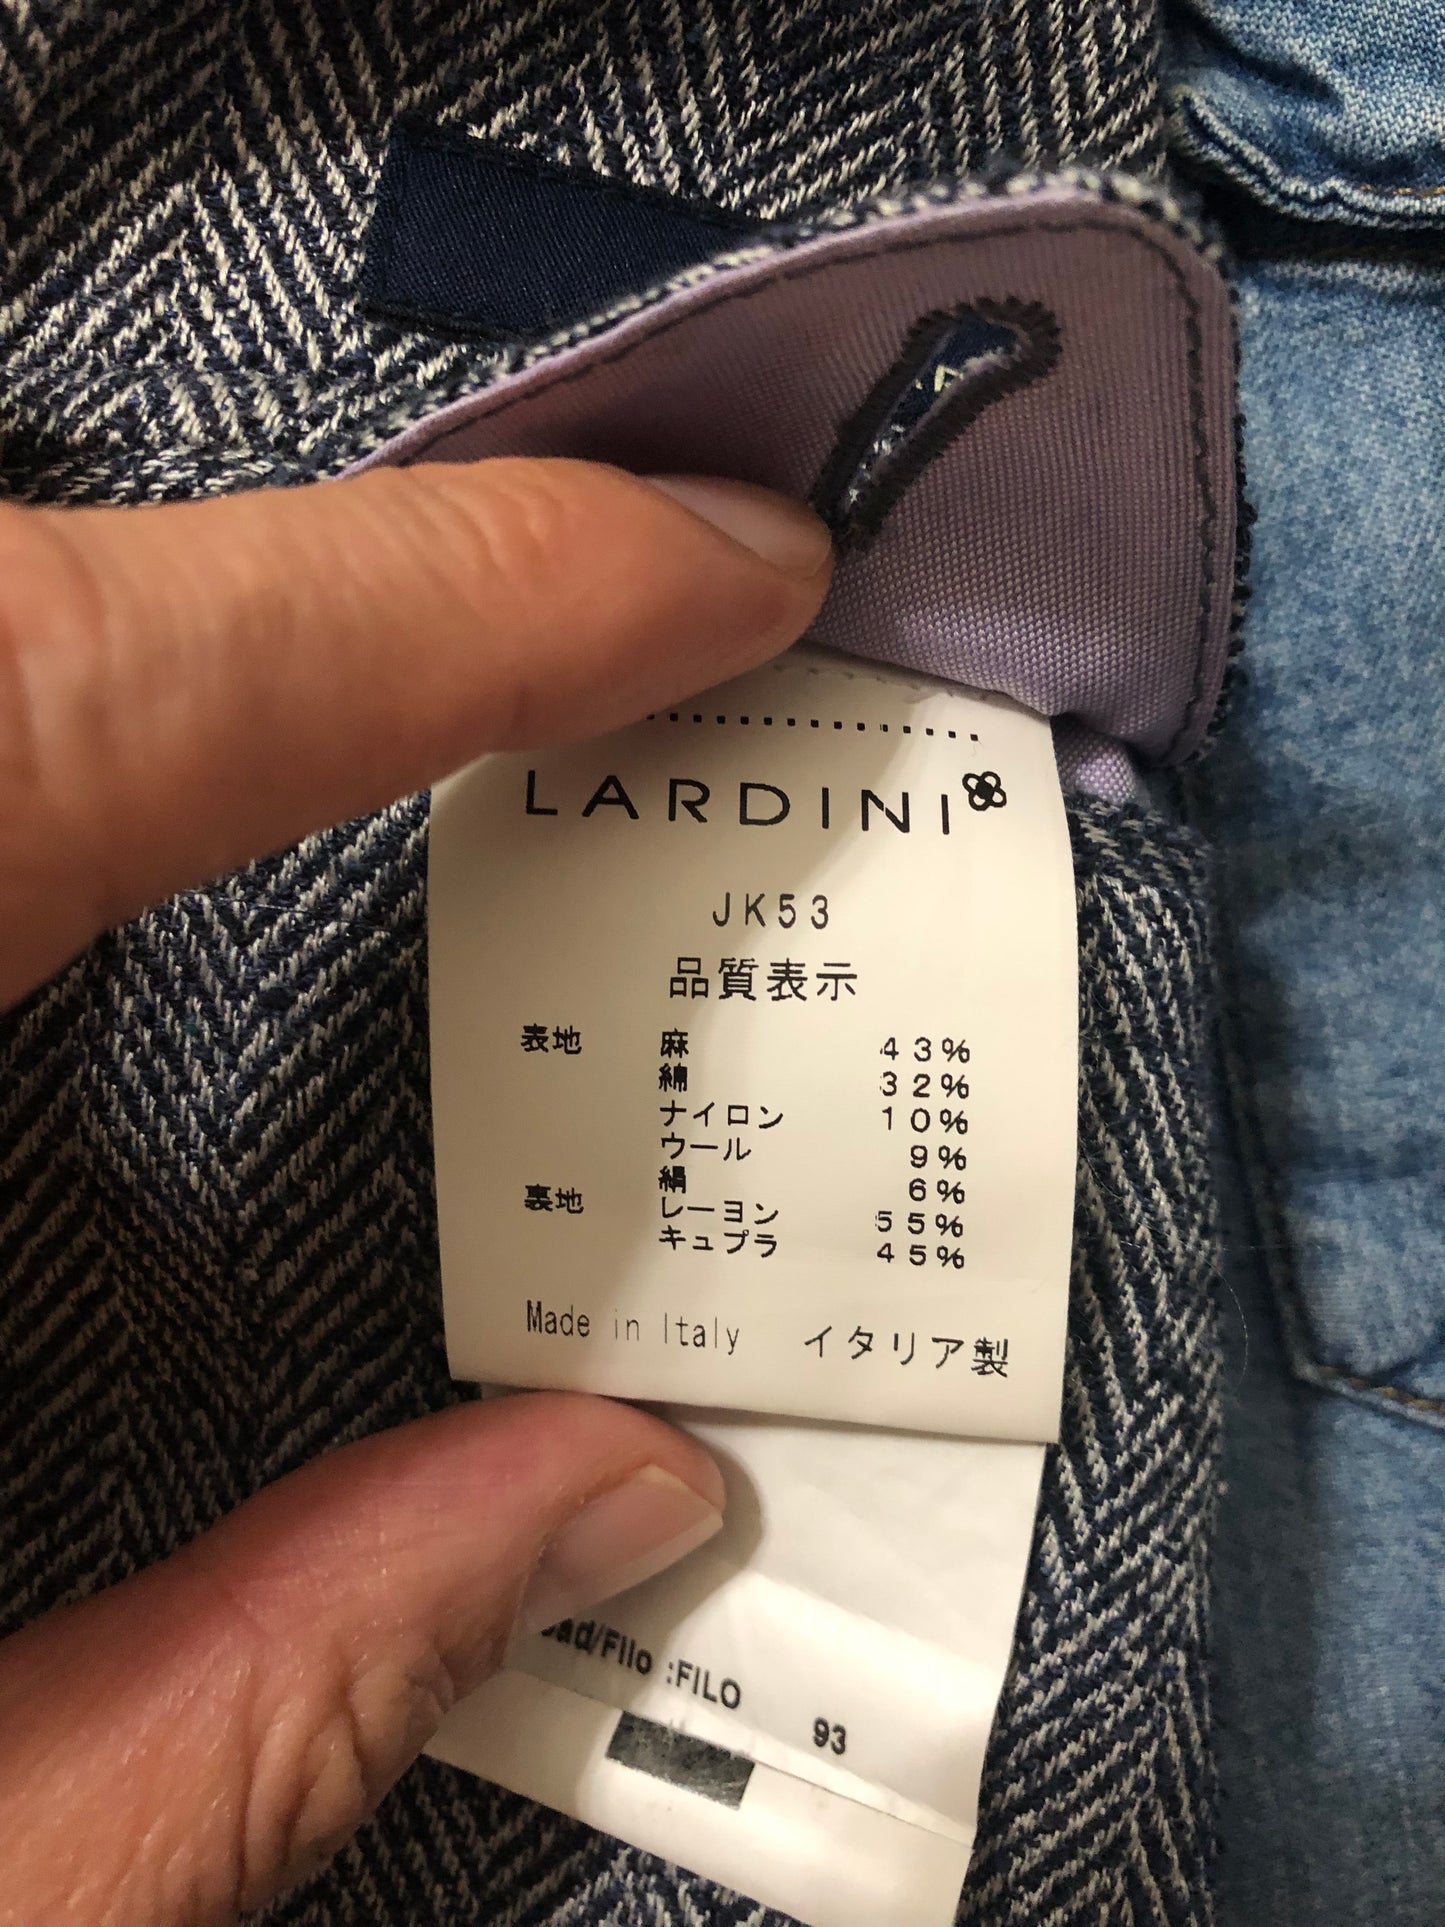 LARDINI
JK53
品質表示
表地 麻 43%
綿 32%
ナイロン 10%
ウール 9%
絹 6%
裏地 レーヨン 55%
キュプラ 45%
Made in Italy イタリア製
/Filo :FILO 93